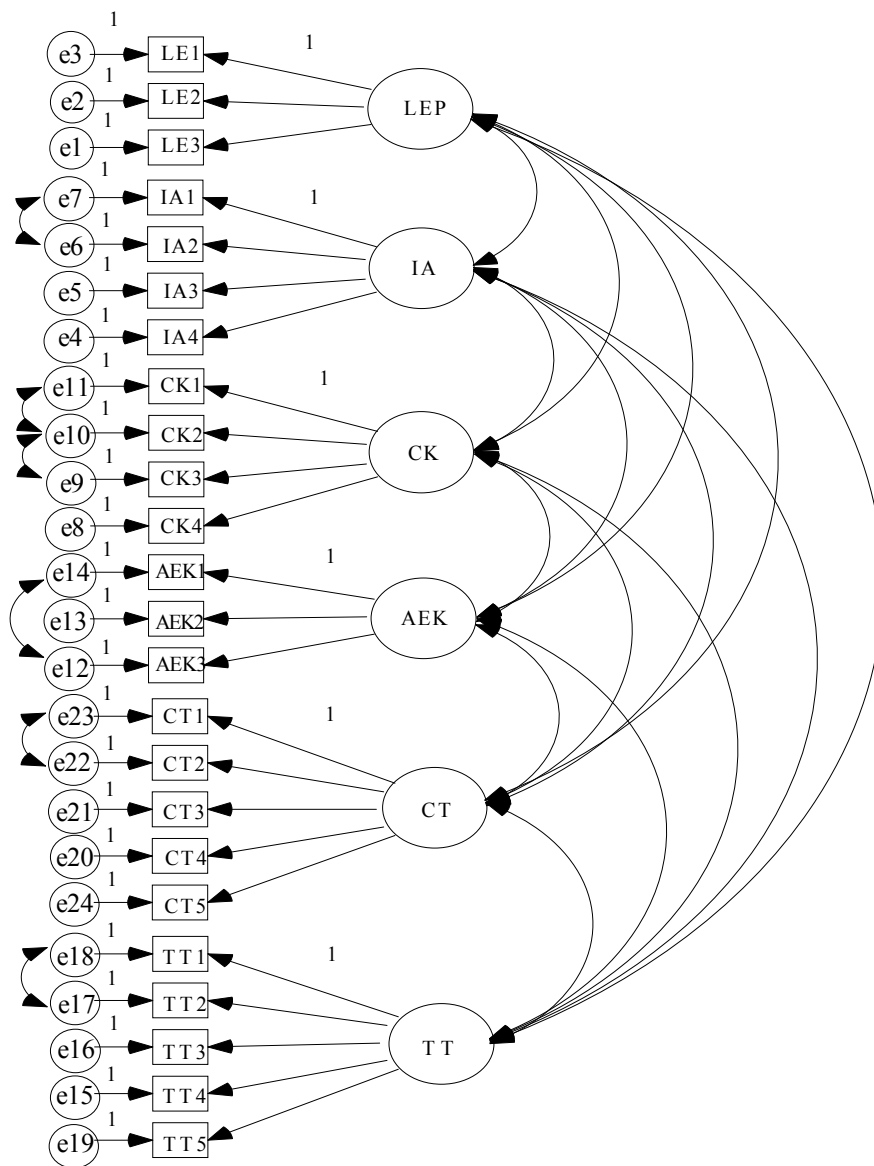 1
1
e3 LE1
1
LEP
e2 LE2
1
e1 LE3
1
1
e7 IA1
1
e6 IA2
IA
1
e5 IA3
1
e4 IA4
1
1
e11 CK1
1
e10 CK2
CK
1
e9 CK3
1
e8 CK4
1
1
e14 AEK1
1
e13 AEK2
AEK
1
e12 AEK3
1
1
e23 CT1
1
e22 CT2
1
e21 CT3
CT
1
e20 CT4
1
e24 CT5
1
1
e18 TT1
1
e17 TT2
1
e16 TT3
TT
1
e15 TT4
1
e19 TT5